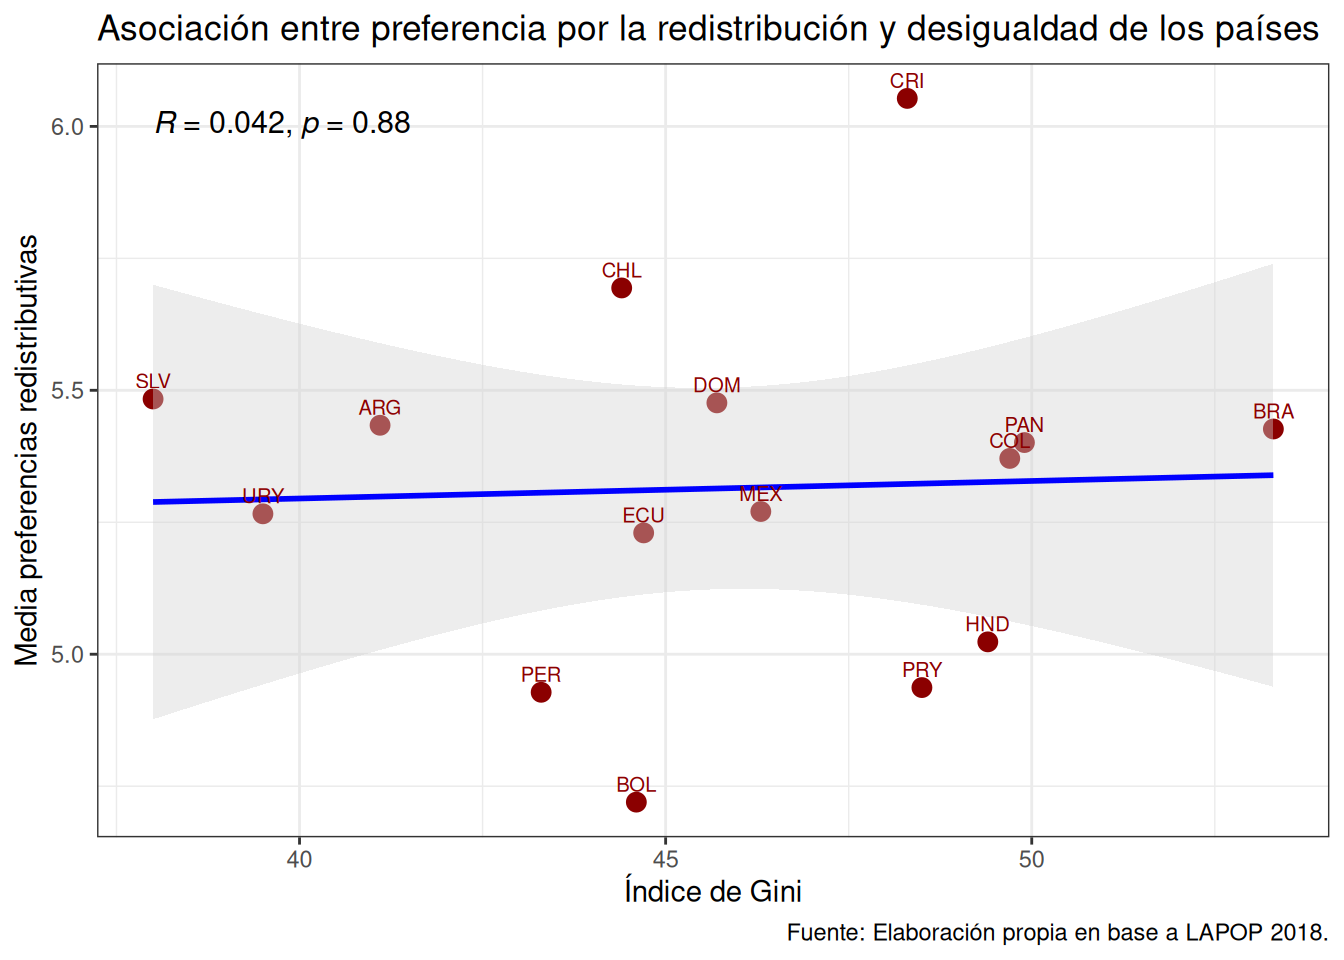 Asociación entre preferencia por la redistribución y desigualdad de los países
R = 0.042, p = 0.88
CRI
CHL
SLV
ARG
DOM
PAN
COL
BRA
URY
MEX
ECU
HND
PER
PRY
BOL
6.0
5.5
5.0
Media preferencias redistributivas
40 45 50
Índice de Gini
Fuente: Elaboración propia en base a LAPOP 2018.